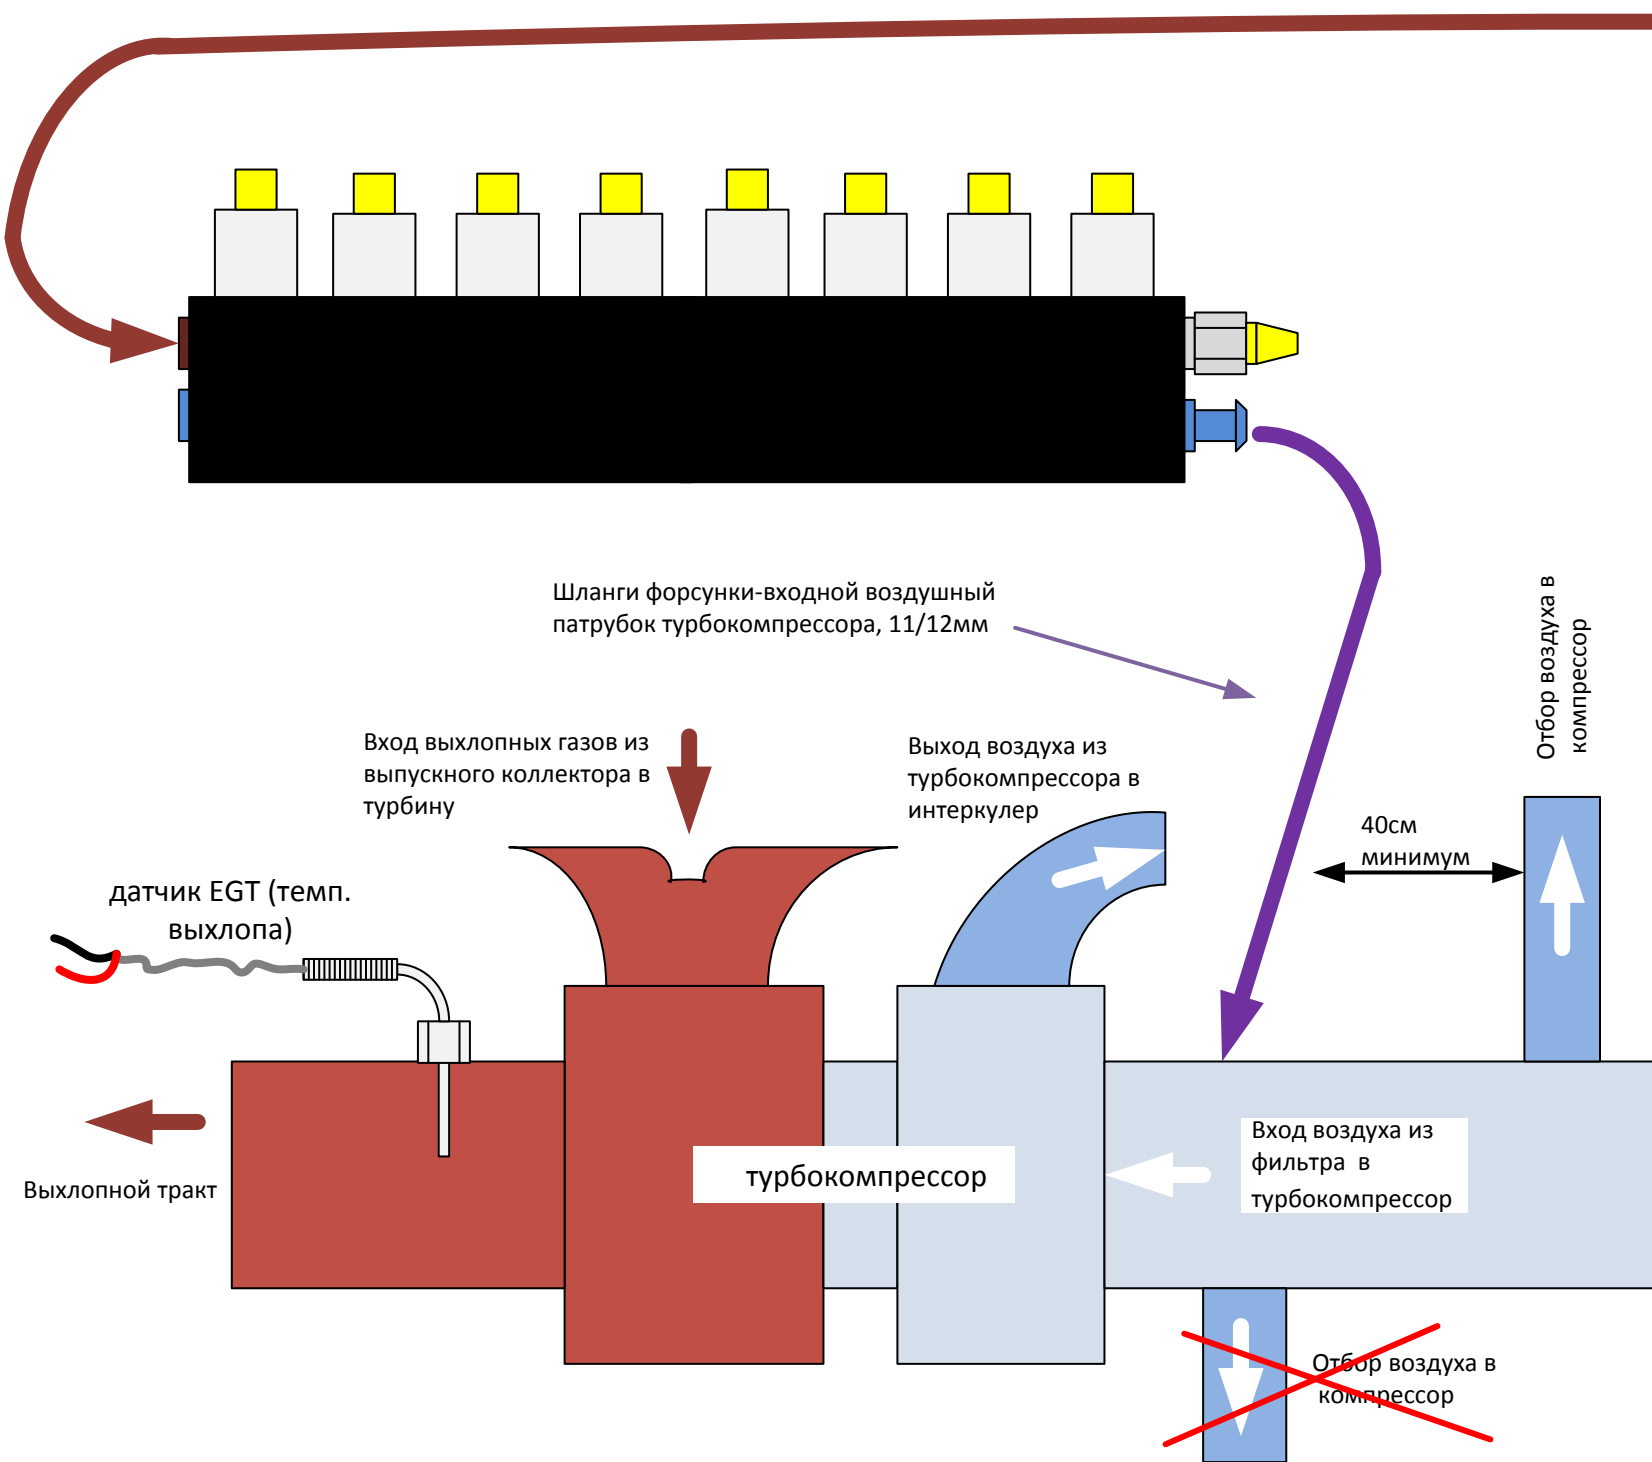 Шланги форсунки-входной воздушный
патрубок турбокомпрессора, 11/12мм
Отбор воздуха в
компрессор
Вход выхлопных газов из
выпускного коллектора в
турбину
Выход воздуха из
турбокомпрессора в
интеркулер
40см
минимум
датчик EGT (темп.
выхлопа)
Вход воздуха из
фильтра в
турбокомпрессор
турбокомпрессор
Выхлопной тракт
Отбор воздуха в
компрессор